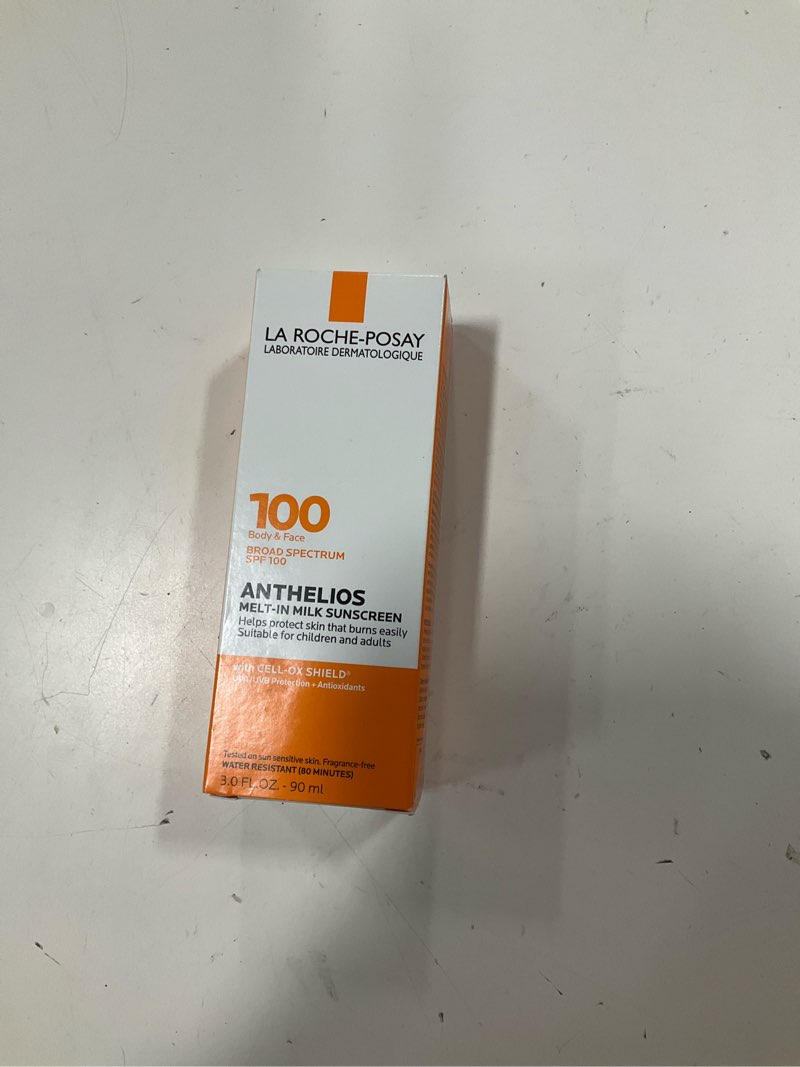 LA ROCHE-POSAY
LABORATOIRE DERMATOLOGIQUE
100
Body & Face
BROAD SPECTRUM
SPF 100
ANTHELIOS
MELT-IN MILK SUNSCREEN
Helps protect skin that burns easily
Suitable for children and adults
with CELL-OX SHIELD®
UVA/UVB Protection + Antioxidants
Tested on sun sensitive skin. Fragrance-free
WATER RESISTANT (80 MINUTES)
3.0 FL.OZ. - 90 ml